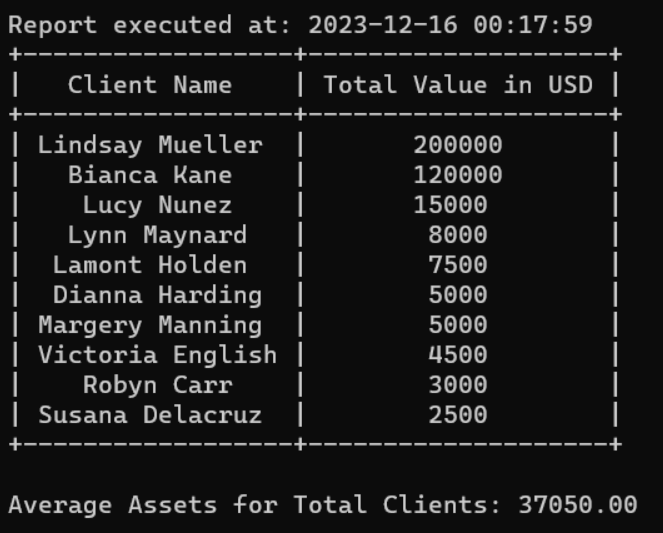 Report executed at: 2023-12-16 00:17:59
+------------------+--------------------+
|   Client Name    | Total Value in USD |
+------------------+--------------------+
| Lindsay Mueller  |       200000       |
|   Bianca Kane    |       120000       |
|    Lucy Nunez    |       15000        |
|   Lynn Maynard   |        8000        |
|  Lamont Holden   |        7500        |
|  Dianna Harding  |        5000        |
| Margery Manning  |        5000        |
| Victoria English |        4500        |
|    Robyn Carr    |        3000        |
| Susana Delacruz  |        2500        |
+------------------+--------------------+
Average Assets for Total Clients: 37050.00